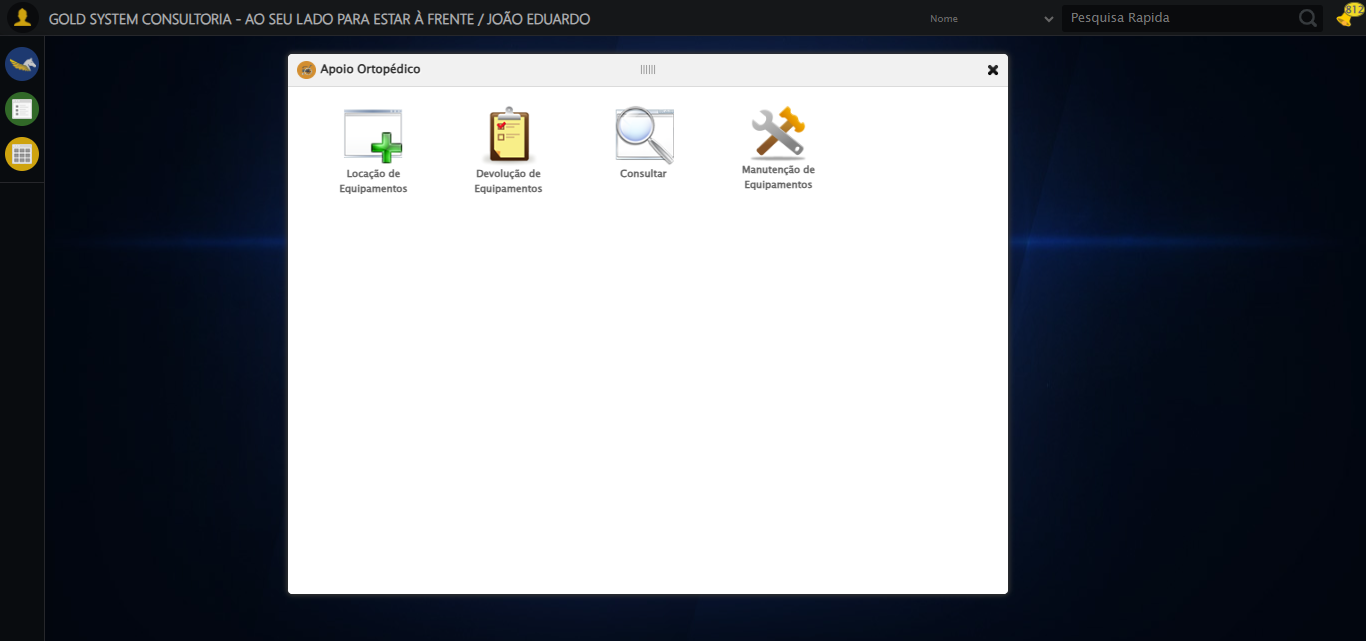 GOLD SYSTEM CONSULTORIA - AO SEU LADO PARA ESTAR À FRENTE / JOÃO EDUARDO
Nome
Pesquisa Rapida
812
Apoio Ortopédico
Locação de
Equipamentos
Devolução de
Equipamentos
Consultar
Manutenção de
Equipamentos